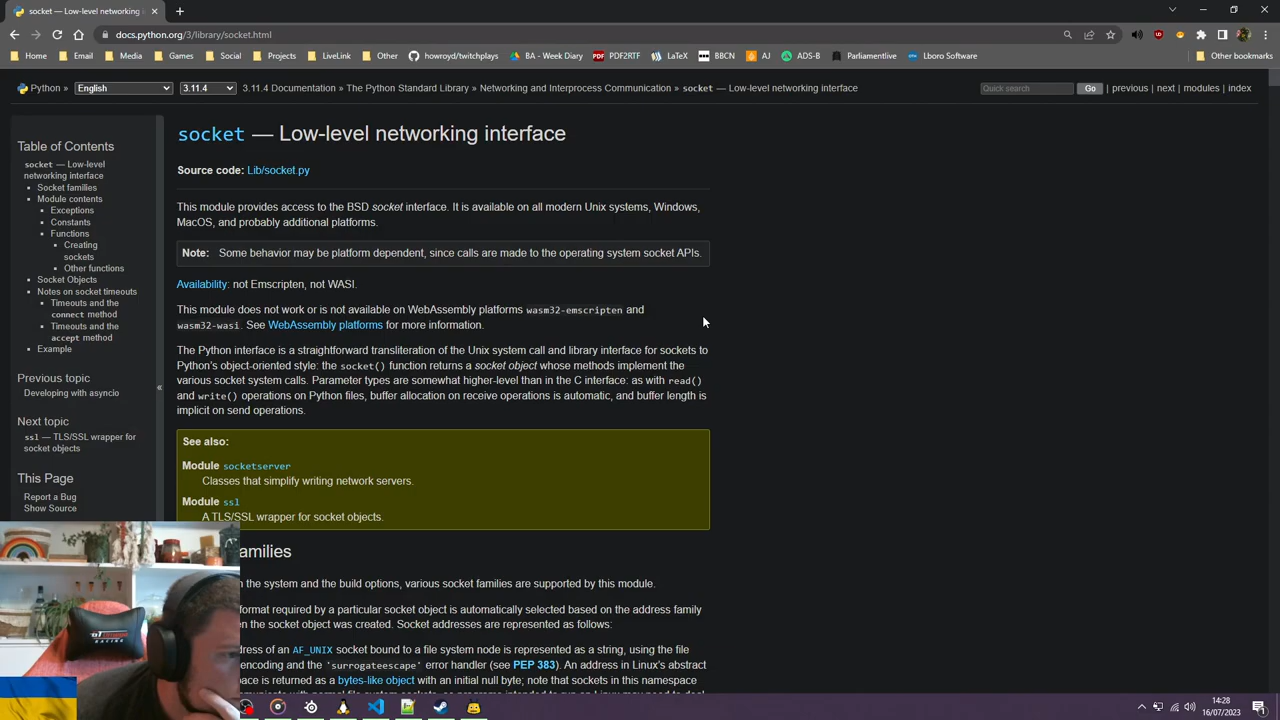 socket — Low-level networking i
docs.python.org/3/library/socket.html
Home Email Media Games Social Projects LiveLink Other howroyd/twitchplays BA - Week Diary PDF2RTF LaTeX BBCN AJ ADS-B Parliamentlive Lboro Software Other bookmarks
Python » English 3.11.4 3.11.4 Documentation » The Python Standard Library » Networking and Interprocess Communication » socket — Low-level networking interface Quick search Go | previous | next | modules | index
Table of Contents
socket — Low-level
networking interface
Socket families
Module contents
Exceptions
Constants
Functions
Creating
sockets
Other functions
Socket Objects
Notes on socket timeouts
Timeouts and the
connect method
Timeouts and the
accept method
Example
Previous topic
Developing with asyncio
Next topic
ssl — TLS/SSL wrapper for
socket objects
This Page
Report a Bug
Show Source
«
socket — Low-level networking interface
Source code: Lib/socket.py
This module provides access to the BSD socket interface. It is available on all modern Unix systems, Windows,
MacOS, and probably additional platforms.
Note: Some behavior may be platform dependent, since calls are made to the operating system socket APIs.
Availability: not Emscripten, not WASI.
This module does not work or is not available on WebAssembly platforms wasm32-emscripten and
wasm32-wasi. See WebAssembly platforms for more information.
The Python interface is a straightforward transliteration of the Unix system call and library interface for sockets to
Python's object-oriented style: the socket() function returns a socket object whose methods implement the
various socket system calls. Parameter types are somewhat higher-level than in the C interface: as with read()
and write() operations on Python files, buffer allocation on receive operations is automatic, and buffer length is
implicit on send operations.
See also:
Module socketserver
Classes that simplify writing network servers.
Module ssl
A TLS/SSL wrapper for socket objects.
amilies
n the system and the build options, various socket families are supported by this module.
format required by a particular socket object is automatically selected based on the address family
en the socket object was created. Socket addresses are represented as follows:
dress of an AF_UNIX socket bound to a file system node is represented as a string, using the file
encoding and the 'surrogateescape' error handler (see PEP 383). An address in Linux's abstract
pace is returned as a bytes-like object with an initial null byte; note that sockets in this namespace
14:28
16/07/2023